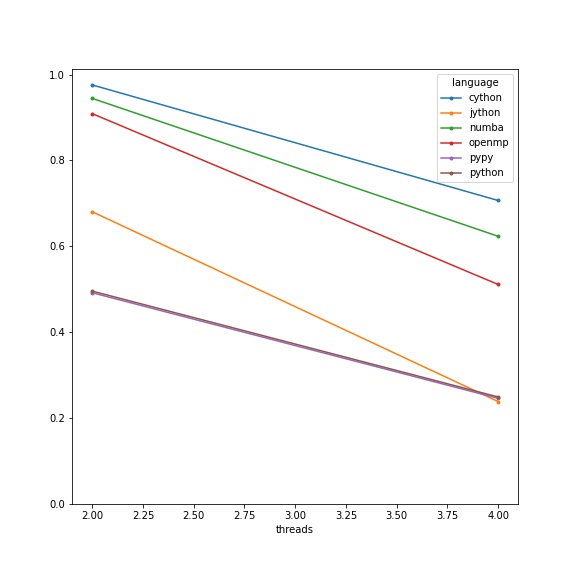 1.0
0.8
0.6
0.4
0.2
0.0
language
cython
jython
numba
openmp
pypy
python
2.00 2.25 2.50 2.75 3.00 3.25 3.50 3.75 4.00
threads